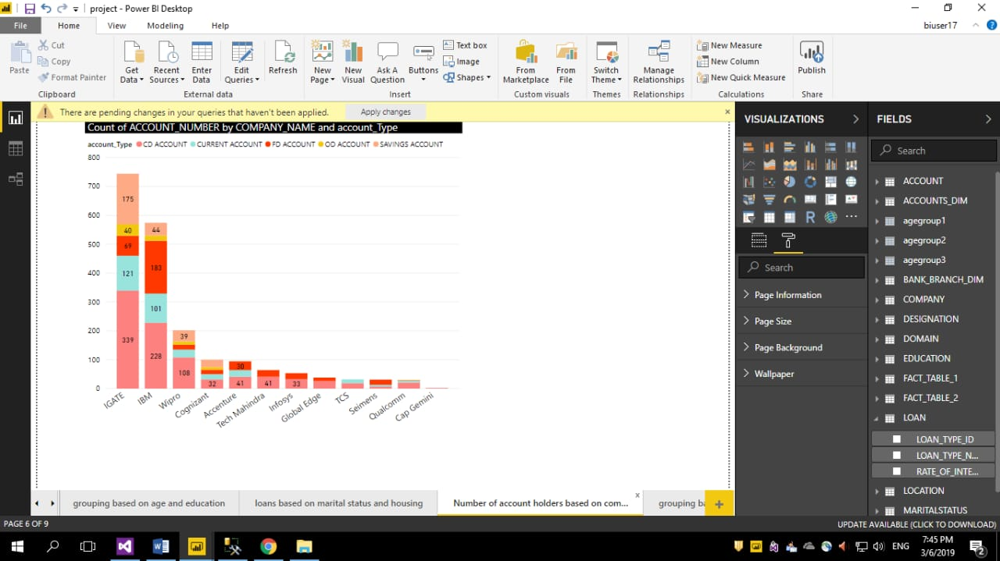 project - Power BI Desktop
File Home View Modeling Help biuser17
Paste Cut Copy Format Painter
Get Data Recent Sources Enter Data Edit Queries Refresh
New Page New Visual Ask A Question Buttons Text box Image Shapes
From Marketplace From File Switch Theme Manage Relationships
New Measure New Column New Quick Measure Publish
Clipboard External data Insert Custom visuals Themes Relationships Calculations Share
There are pending changes in your queries that haven't been applied. Apply changes
Count of ACCOUNT_NUMBER by COMPANY_NAME and account_Type
account_Type CD ACCOUNT CURRENT ACCOUNT FD ACCOUNT OD ACCOUNT SAVINGS ACCOUNT
800
700
600
500
400
300
200
100
0
175
40
69
121
339
44
183
101
228
39
108
32
30
41
41
33
IGATE
IBM
Wipro
Cognizant
Accenture
Tech Mahindra
Infosys
Global Edge
TCS
Seimens
Qualcomm
Cap Gemini
VISUALIZATIONS
R
Search
Page Information
Page Size
Page Background
Wallpaper
FIELDS
Search
ACCOUNT
ACCOUNTS_DIM
agegroup1
agegroup2
agegroup3
BANK_BRANCH_DIM
COMPANY
DESIGNATION
DOMAIN
EDUCATION
FACT_TABLE_1
FACT_TABLE_2
LOAN
LOAN_TYPE_ID
LOAN_TYPE_N...
RATE_OF_INTE...
LOCATION
MARITALSTATUS
grouping based on age and education loans based on marital status and housing Number of account holders based on com... grouping ba
PAGE 6 OF 9 UPDATE AVAILABLE (CLICK TO DOWNLOAD)
ENG 7:45 PM
3/6/2019 2